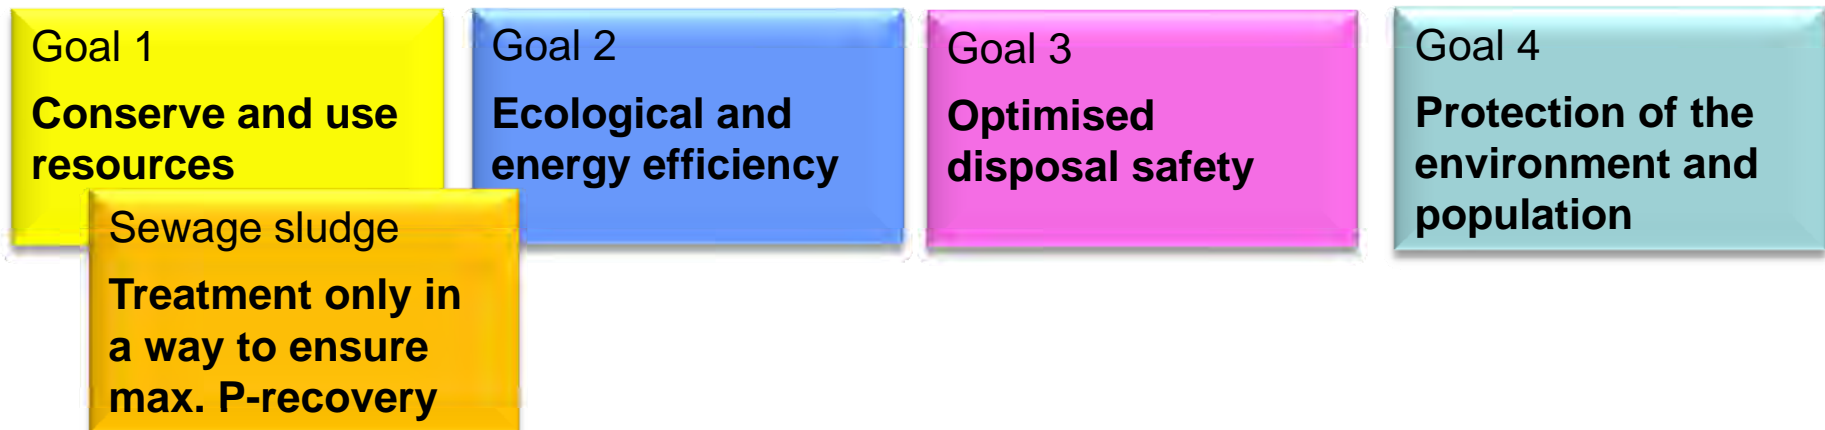 Goal 1
Conserve and use
resources
Goal 2
Ecological and
energy efficiency
Goal 3
Optimised
disposal safety
Goal 4
Protection of the
environment and
population
Sewage sludge
Treatment only in
a way to ensure
max. P-recovery